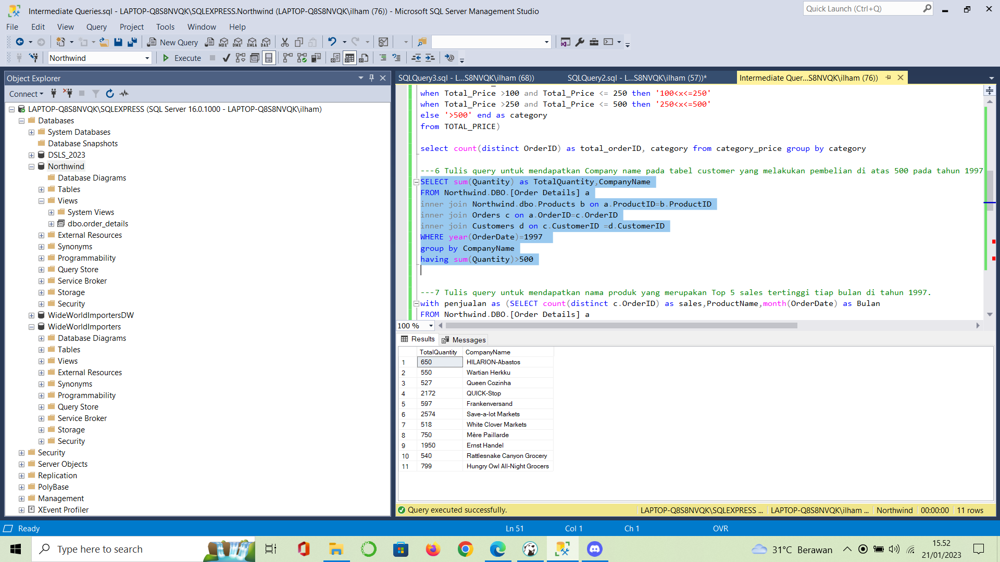 Intermediate Queries.sql - LAPTOP-Q8S8NVQK\SQLEXPRESS.Northwind (LAPTOP-Q8S8NVQK\ilham (76)) - Microsoft SQL Server Management Studio
Quick Launch (Ctrl+Q)
File Edit View Query Project Tools Window Help
New Query MDX DMX XMLA DAX
Northwind Execute
Object Explorer
Connect
LAPTOP-Q8S8NVQK\SQLEXPRESS (SQL Server 16.0.1000 - LAPTOP-Q8S8NVQK\ilham)
Databases
System Databases
Database Snapshots
DSLS_2023
Northwind
Database Diagrams
Tables
Views
System Views
dbo.order_details
External Resources
Synonyms
Programmability
Query Store
Service Broker
Storage
Security
WideWorldImportersDW
WideWorldImporters
Database Diagrams
Tables
Views
External Resources
Synonyms
Programmability
Query Store
Service Broker
Storage
Security
Security
Server Objects
Replication
PolyBase
Management
XEvent Profiler
SQLQuery3.sql - L...S8NVQK\ilham (68)) SQLQuery2.sql - L...S8NVQK\ilham (57))* Intermediate Quer...S8NVQK\ilham (76))
when Total_Price >100 and Total_Price <= 250 then '100<x<=250'
when Total_Price >250 and Total_Price <= 500 then '250<x<=500'
else '>500' end as category
from TOTAL_PRICE)
select count(distinct OrderID) as total_orderID, category from category_price group by category
---6 Tulis query untuk mendapatkan Company name pada tabel customer yang melakukan pembelian di atas 500 pada tahun 1997
SELECT sum(Quantity) as TotalQuantity,CompanyName
FROM Northwind.DBO.[Order Details] a
inner join Northwind.dbo.Products b on a.ProductID=b.ProductID
inner join Orders c on a.OrderID=c.OrderID
inner join Customers d on c.CustomerID =d.CustomerID
WHERE year(OrderDate)=1997
group by CompanyName
having sum(Quantity)>500
---7 Tulis query untuk mendapatkan nama produk yang merupakan Top 5 sales tertinggi tiap bulan di tahun 1997.
with penjualan as (SELECT count(distinct c.OrderID) as sales,ProductName,month(OrderDate) as Bulan
FROM Northwind.DBO.[Order Details] a
100 %
Results Messages
TotalQuantity CompanyName
1 650 HILARION-Abastos
2 550 Wartian Herkku
3 527 Queen Cozinha
4 2172 QUICK-Stop
5 597 Frankenversand
6 2574 Save-a-lot Markets
7 518 White Clover Markets
8 750 Mère Paillarde
9 1950 Ernst Handel
10 540 Rattlesnake Canyon Grocery
11 799 Hungry Owl All-Night Grocers
Query executed successfully. LAPTOP-Q8S8NVQK\SQLEXPRESS ... LAPTOP-Q8S8NVQK\ilham ... Northwind 00:00:00 11 rows
Ready Ln 51 Col 1 Ch 1 OVR
Type here to search 31°C Berawan 15.52
21/01/2023